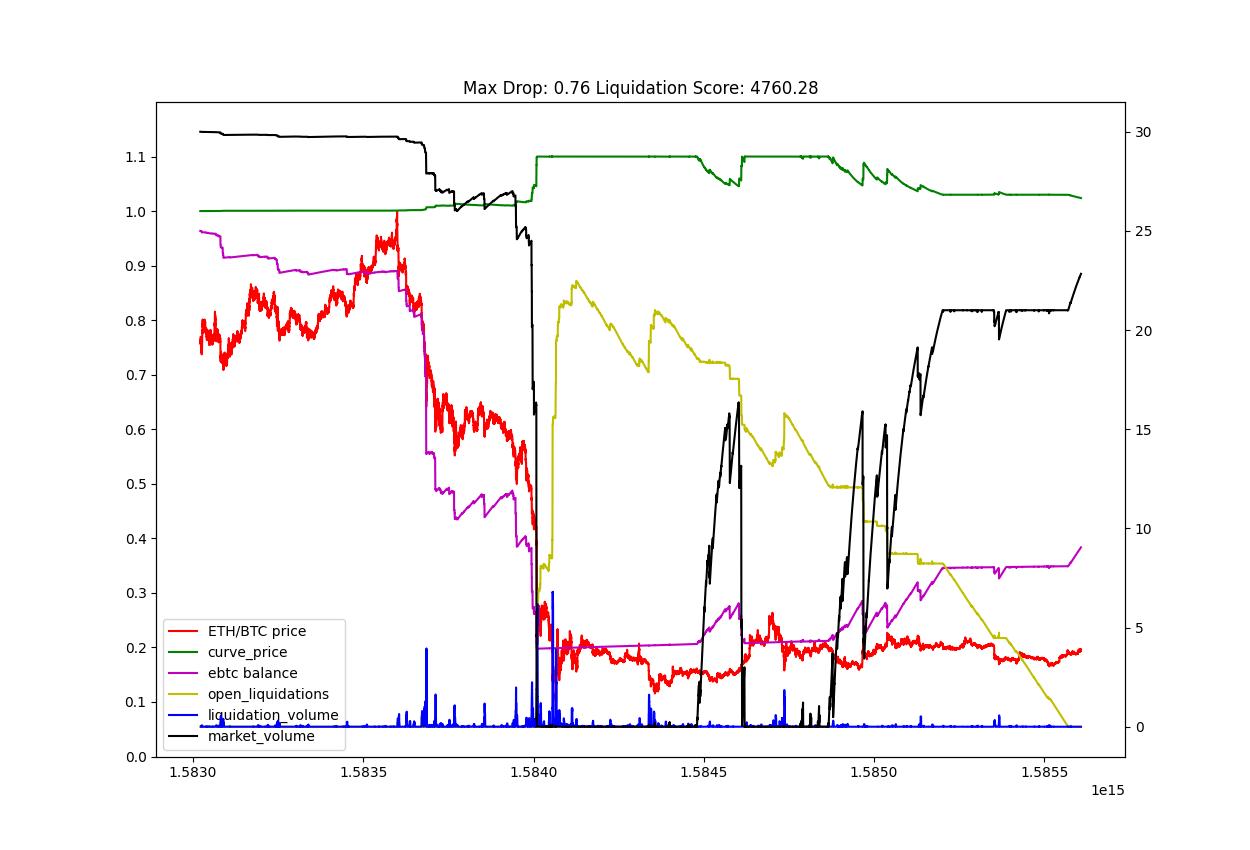 Max Drop: 0.76 Liquidation Score: 4760.28
1.1
1.0
0.9
0.8
0.7
0.6
0.5
0.4
0.3
0.2
0.1
0.0
30
25
20
15
10
5
0
ETH/BTC price
curve_price
ebtc balance
open_liquidations
liquidation_volume
market_volume
1.5830 1.5835 1.5840 1.5845 1.5850 1.5855
1e15